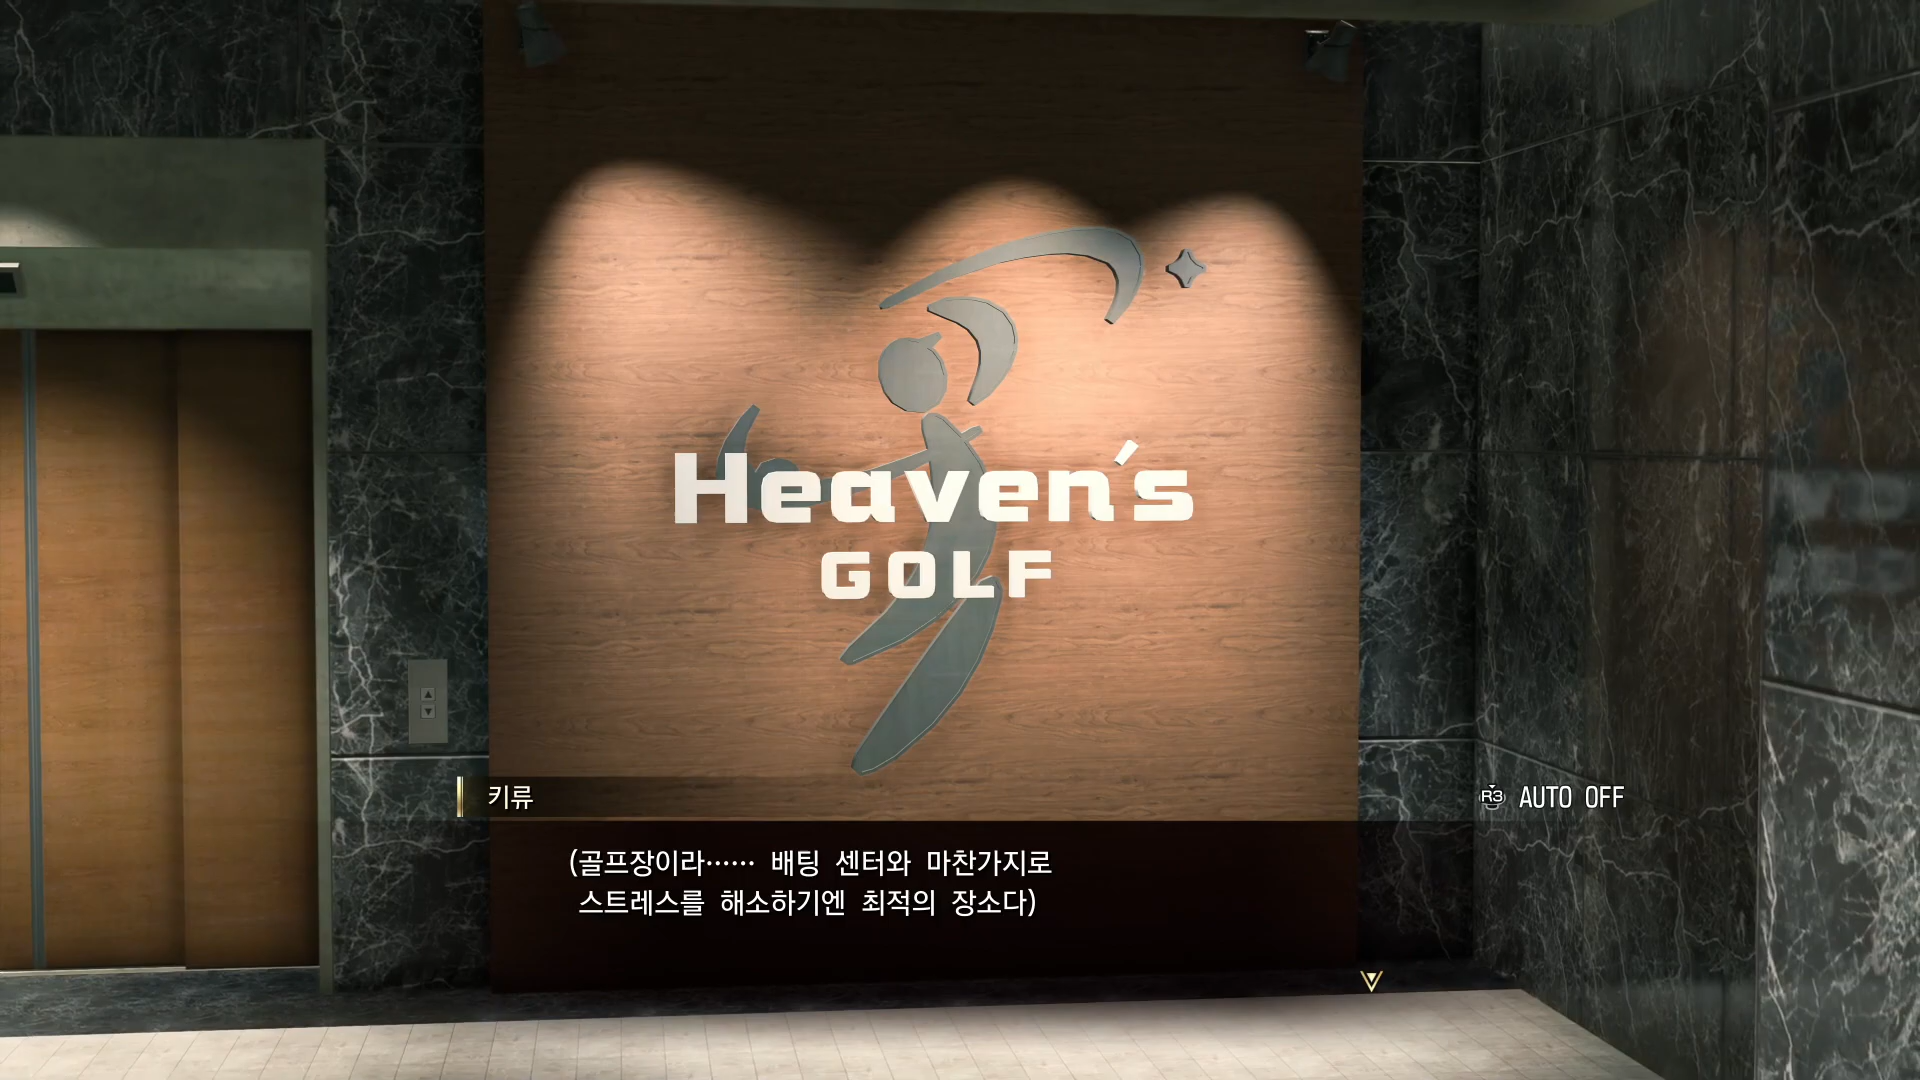 Heaven's
GOLF
키류
R3 AUTO OFF
(골프장이라…… 배팅 센터와 마찬가지로
스트레스를 해소하기엔 최적의 장소다)